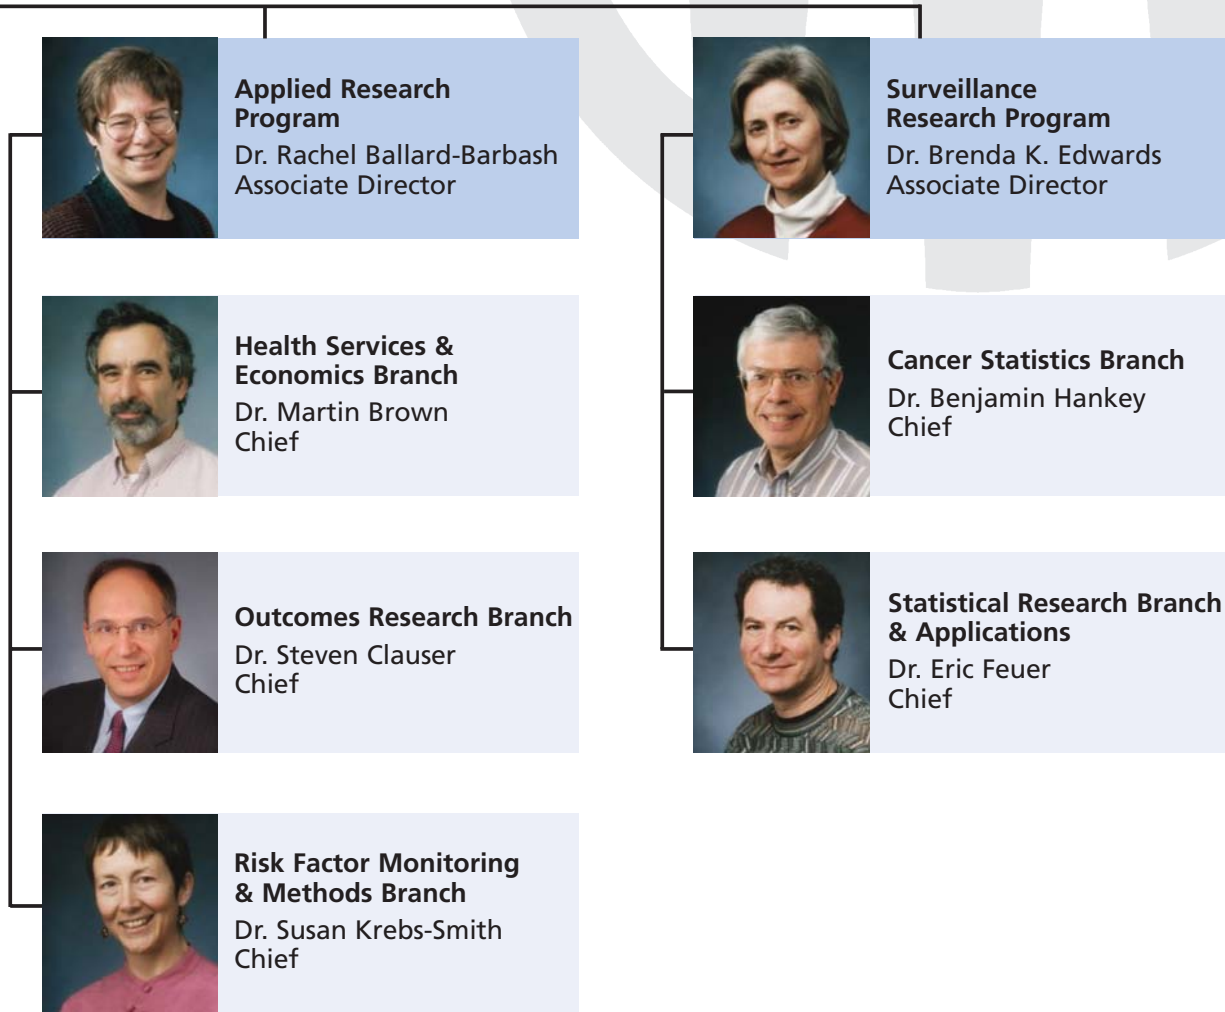 Applied Research
Program
Dr. Rachel Ballard-Barbash
Associate Director
Health Services &
Economics Branch
Dr. Martin Brown
Chief
Outcomes Research Branch
Dr. Steven Clauser
Chief
Risk Factor Monitoring
& Methods Branch
Dr. Susan Krebs-Smith
Chief
Surveillance
Research Program
Dr. Brenda K. Edwards
Associate Director
Cancer Statistics Branch
Dr. Benjamin Hankey
Chief
Statistical Research Branch
& Applications
Dr. Eric Feuer
Chief